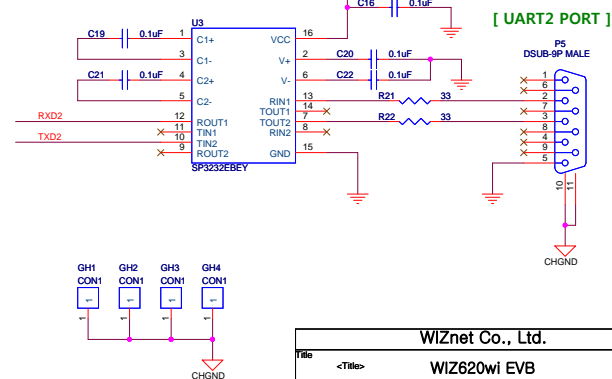 C16 0.1uF
[ UART2 PORT ]
U3
P5
DSUB-9P MALE
C19 0.1uF
1 C1+ VCC 16
3 C1- V+ 2 C20 0.1uF
C21 0.1uF
4 C2+ V- 6 C22 0.1uF
5 C2- RIN1 13 R21 33
TOUT1 14
RXD2 12 ROUT1 TOUT2 7 R22 33
11 TIN1 RIN2 8
TXD2 10 TIN2
9 ROUT2 GND 15
SP3232EBEY
1
6
2
7
3
8
4
9
5
10
11
CHGND
GH1 GH2 GH3 GH4
CON1 CON1 CON1 CON1
1 1 1 1
1 1 1 1
CHGND
WIZnet Co., Ltd.
Title
<Title> WIZ620wi EVB